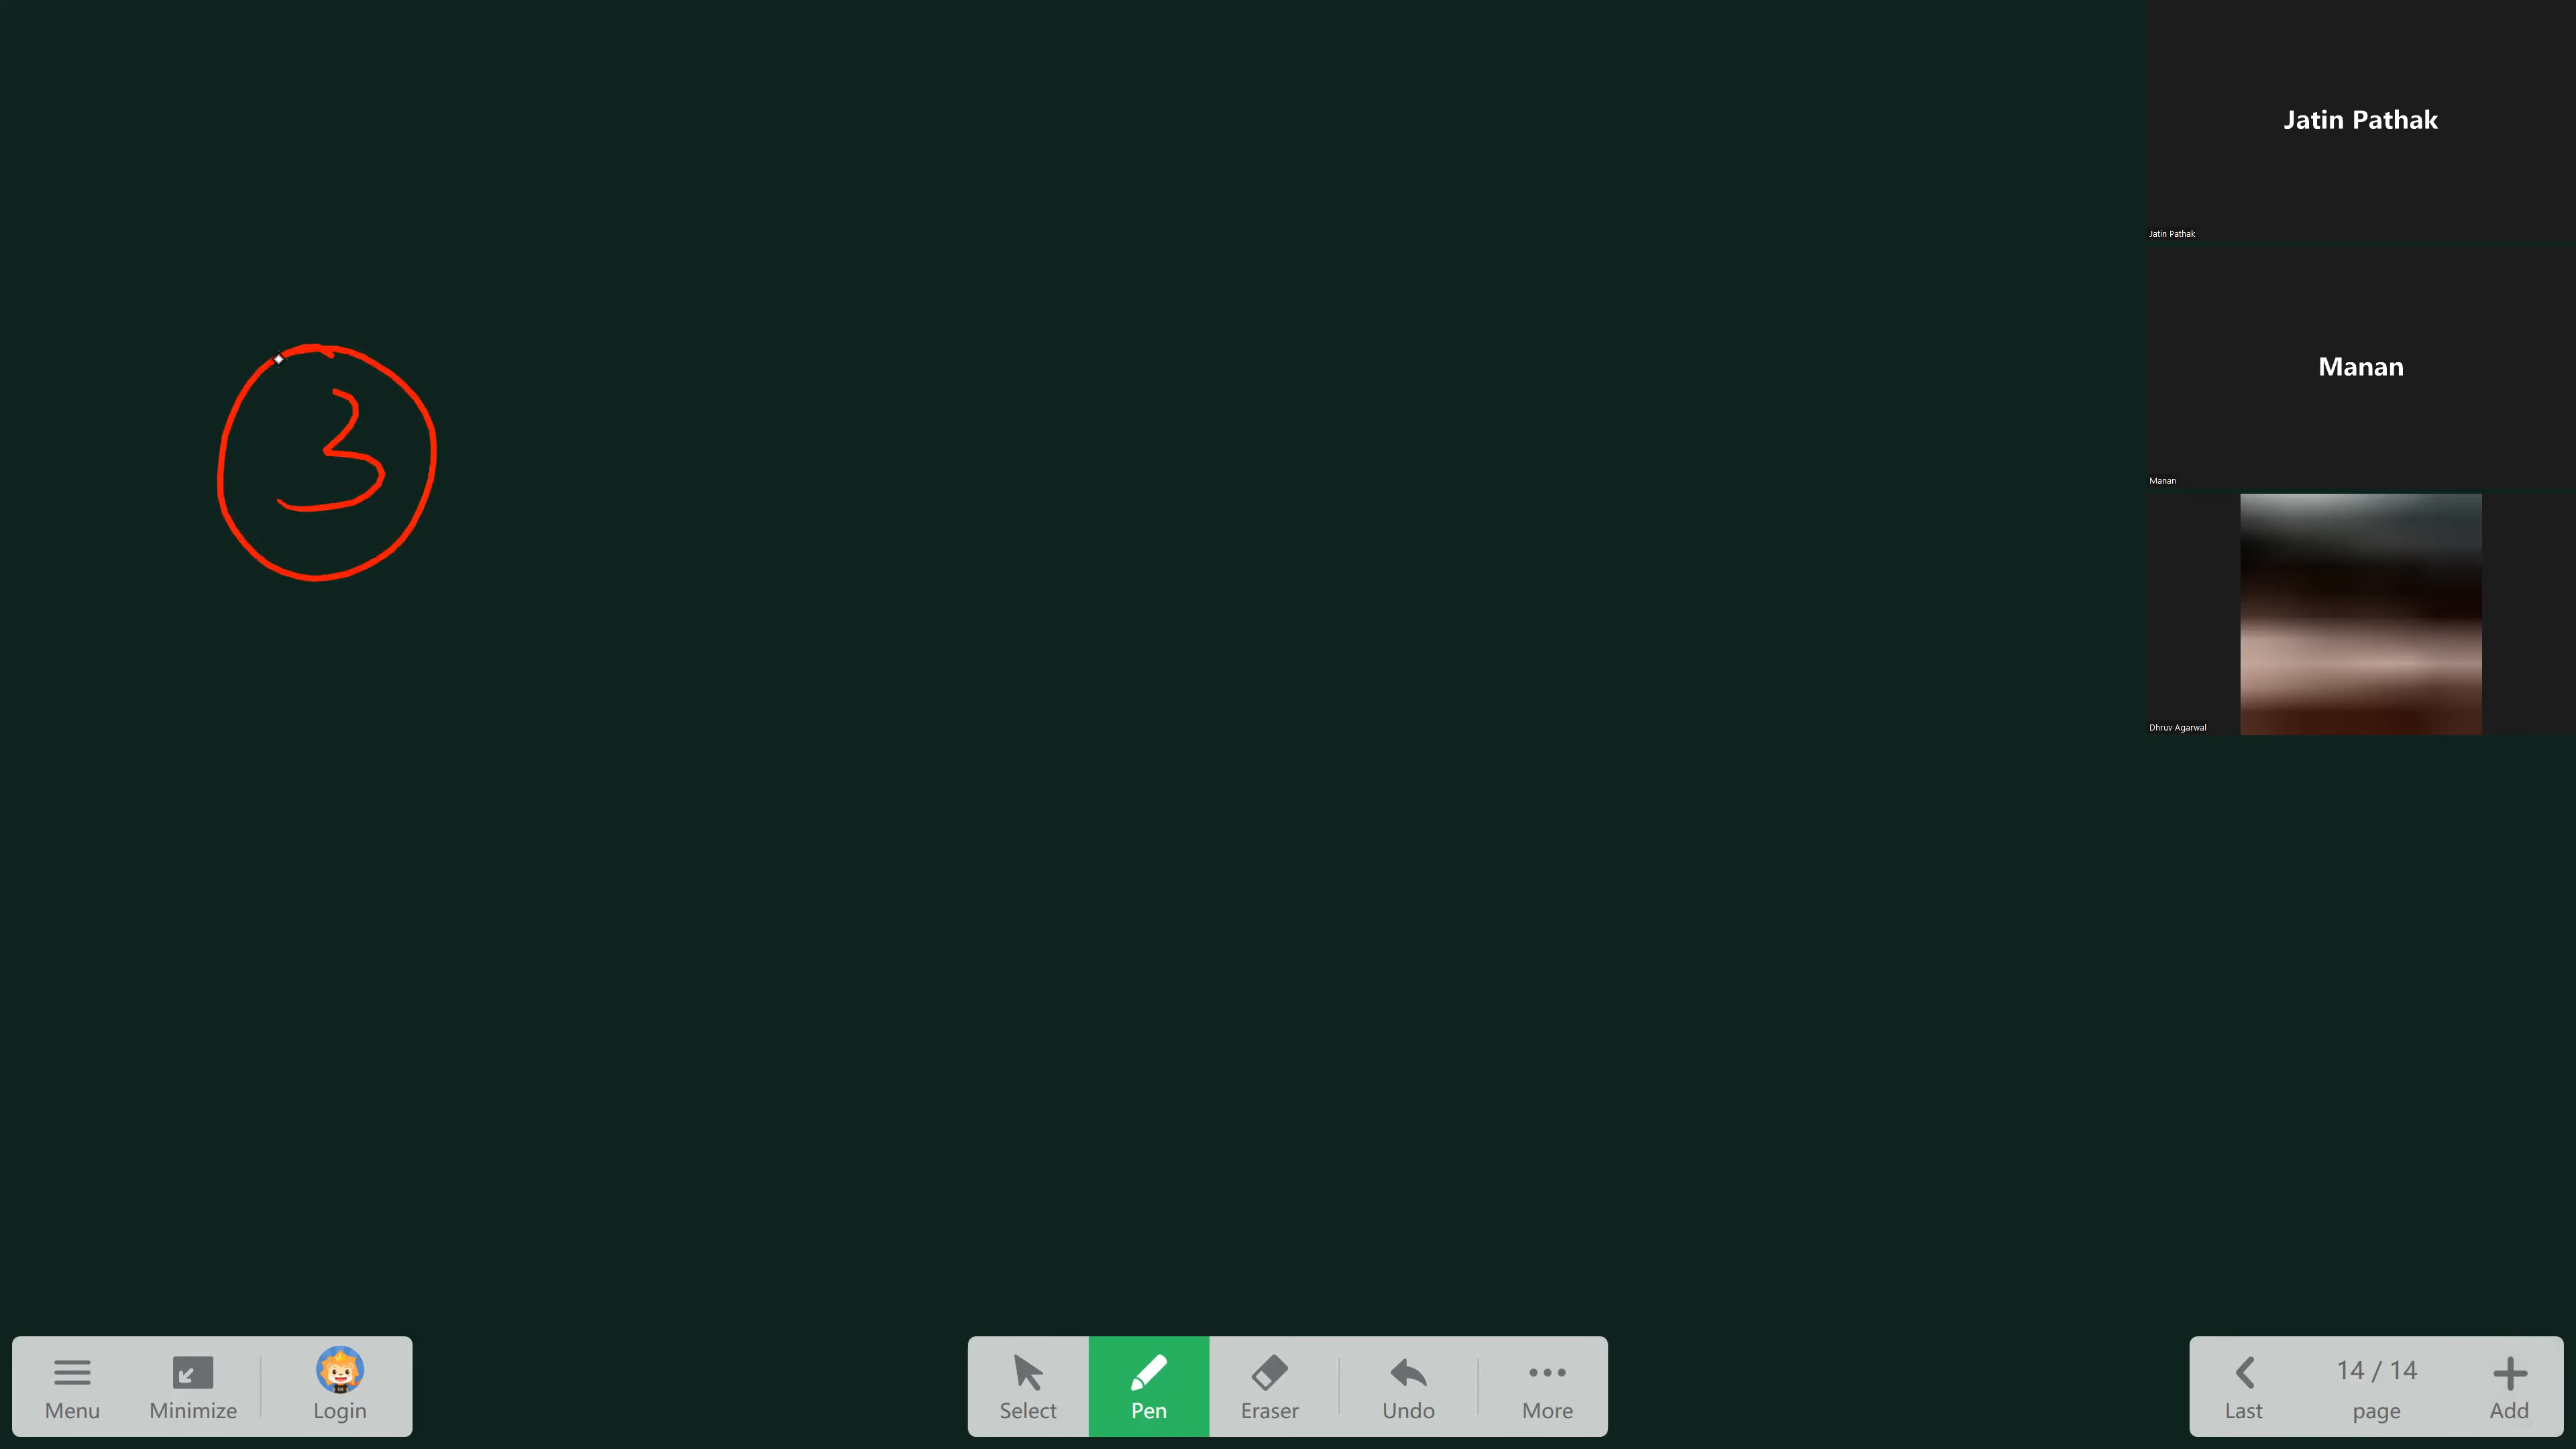 Jatin Pathak
Jatin Pathak
3
Manan
Manan
Dhruv Agarwal
Menu
Minimize
Login
Select
Pen
Eraser
Undo
More
Last
14 / 14
page
Add